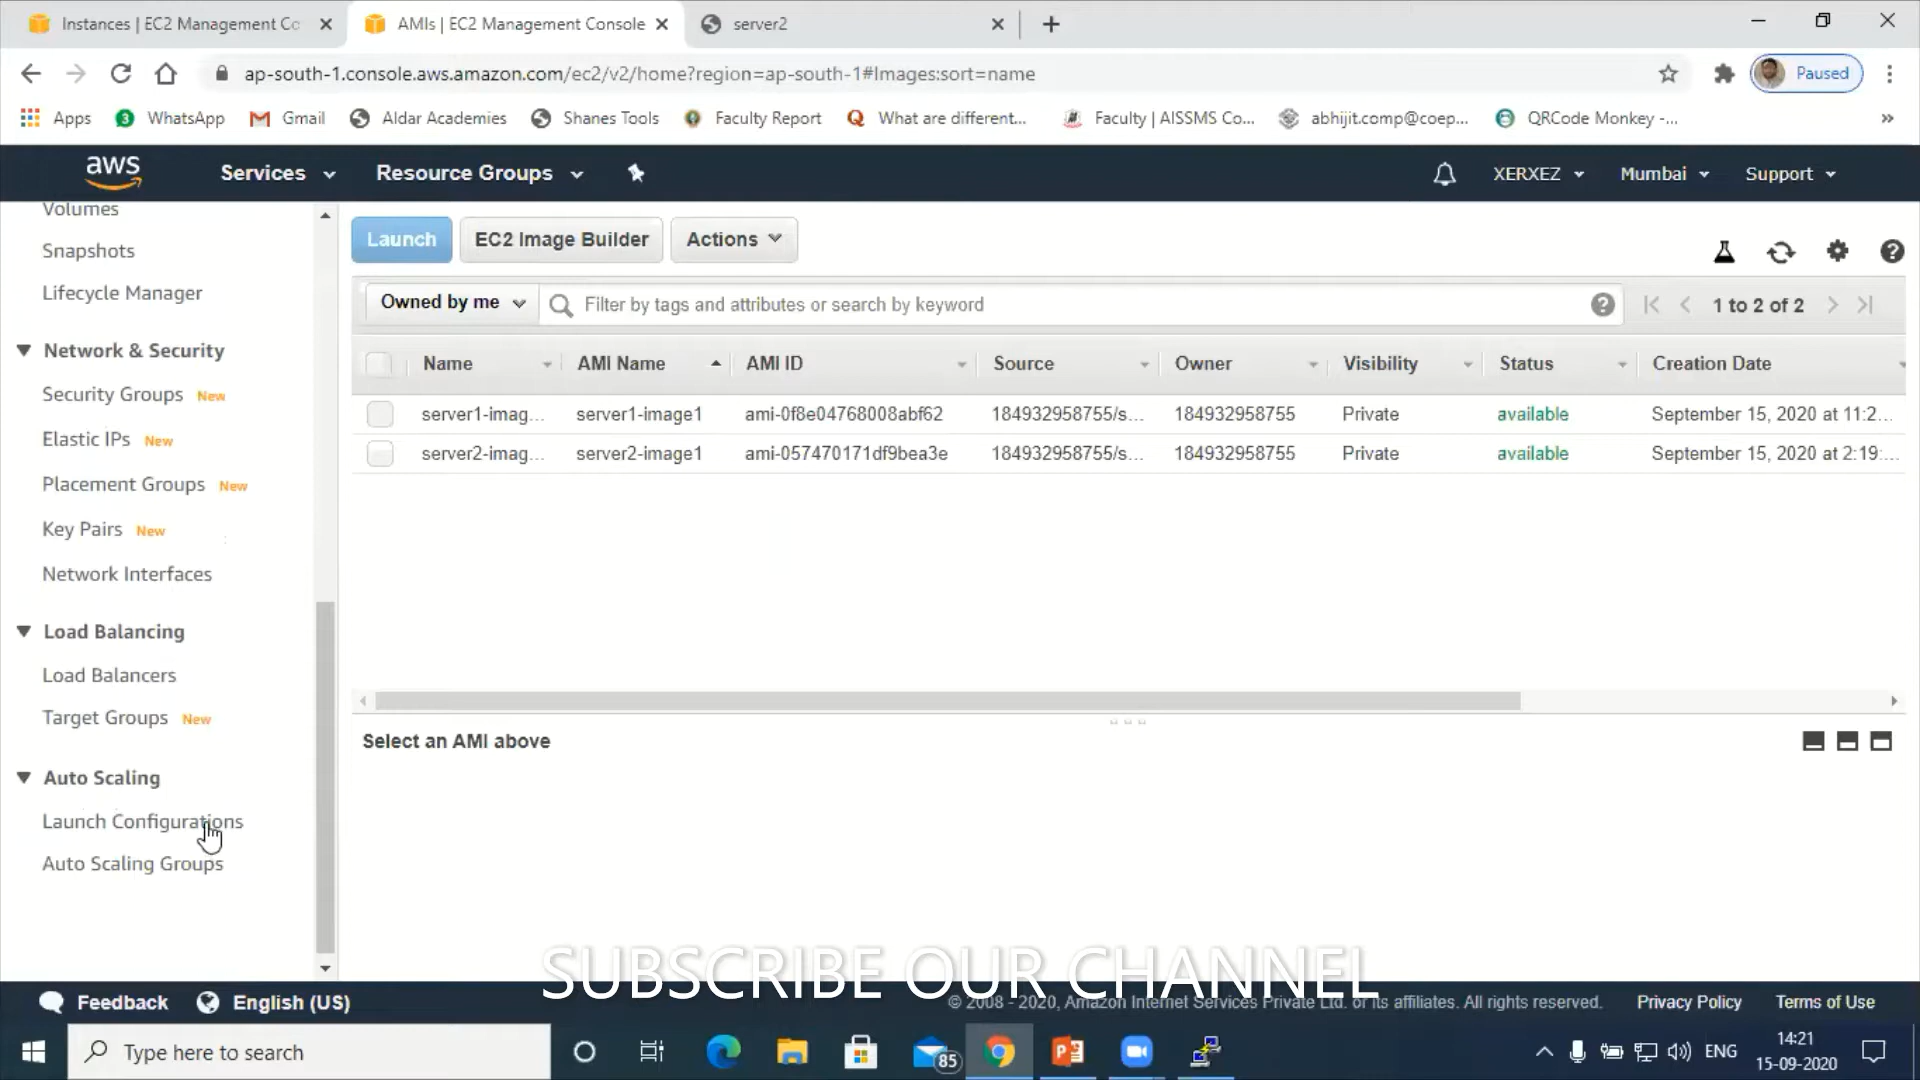 Instances | EC2 Management Co
AMIs | EC2 Management Console
server2
ap-south-1.console.aws.amazon.com/ec2/v2/home?region=ap-south-1#Images:sort=name
Paused
Apps
3
WhatsApp
Gmail
Aldar Academies
Shanes Tools
Faculty Report
What are different...
Faculty | AISSMS Co...
abhijit.comp@coep...
QRCode Monkey -...
»
aws
Services
Resource Groups
XERXEZ
Mumbai
Support
Volumes
Snapshots
Lifecycle Manager
Network & Security
Security Groups New
Elastic IPs New
Placement Groups New
Key Pairs New
Network Interfaces
Load Balancing
Load Balancers
Target Groups New
Auto Scaling
Launch Configurations
Auto Scaling Groups
Launch
EC2 Image Builder
Actions
Owned by me
Filter by tags and attributes or search by keyword
1 to 2 of 2
Name AMI Name AMI ID Source Owner Visibility Status Creation Date
server1-imag... server1-image1 ami-0f8e04768008abf62 184932958755/s... 184932958755 Private available September 15, 2020 at 11:2...
server2-imag... server2-image1 ami-057470171df9bea3e 184932958755/s... 184932958755 Private available September 15, 2020 at 2:19:...
Select an AMI above
SUBSCRIBE OUR CHANNEL
Feedback
English (US)
© 2008 - 2020, Amazon Internet Services Private Ltd. or its affiliates. All rights reserved.
Privacy Policy
Terms of Use
Type here to search
85
ENG
14:21
15-09-2020